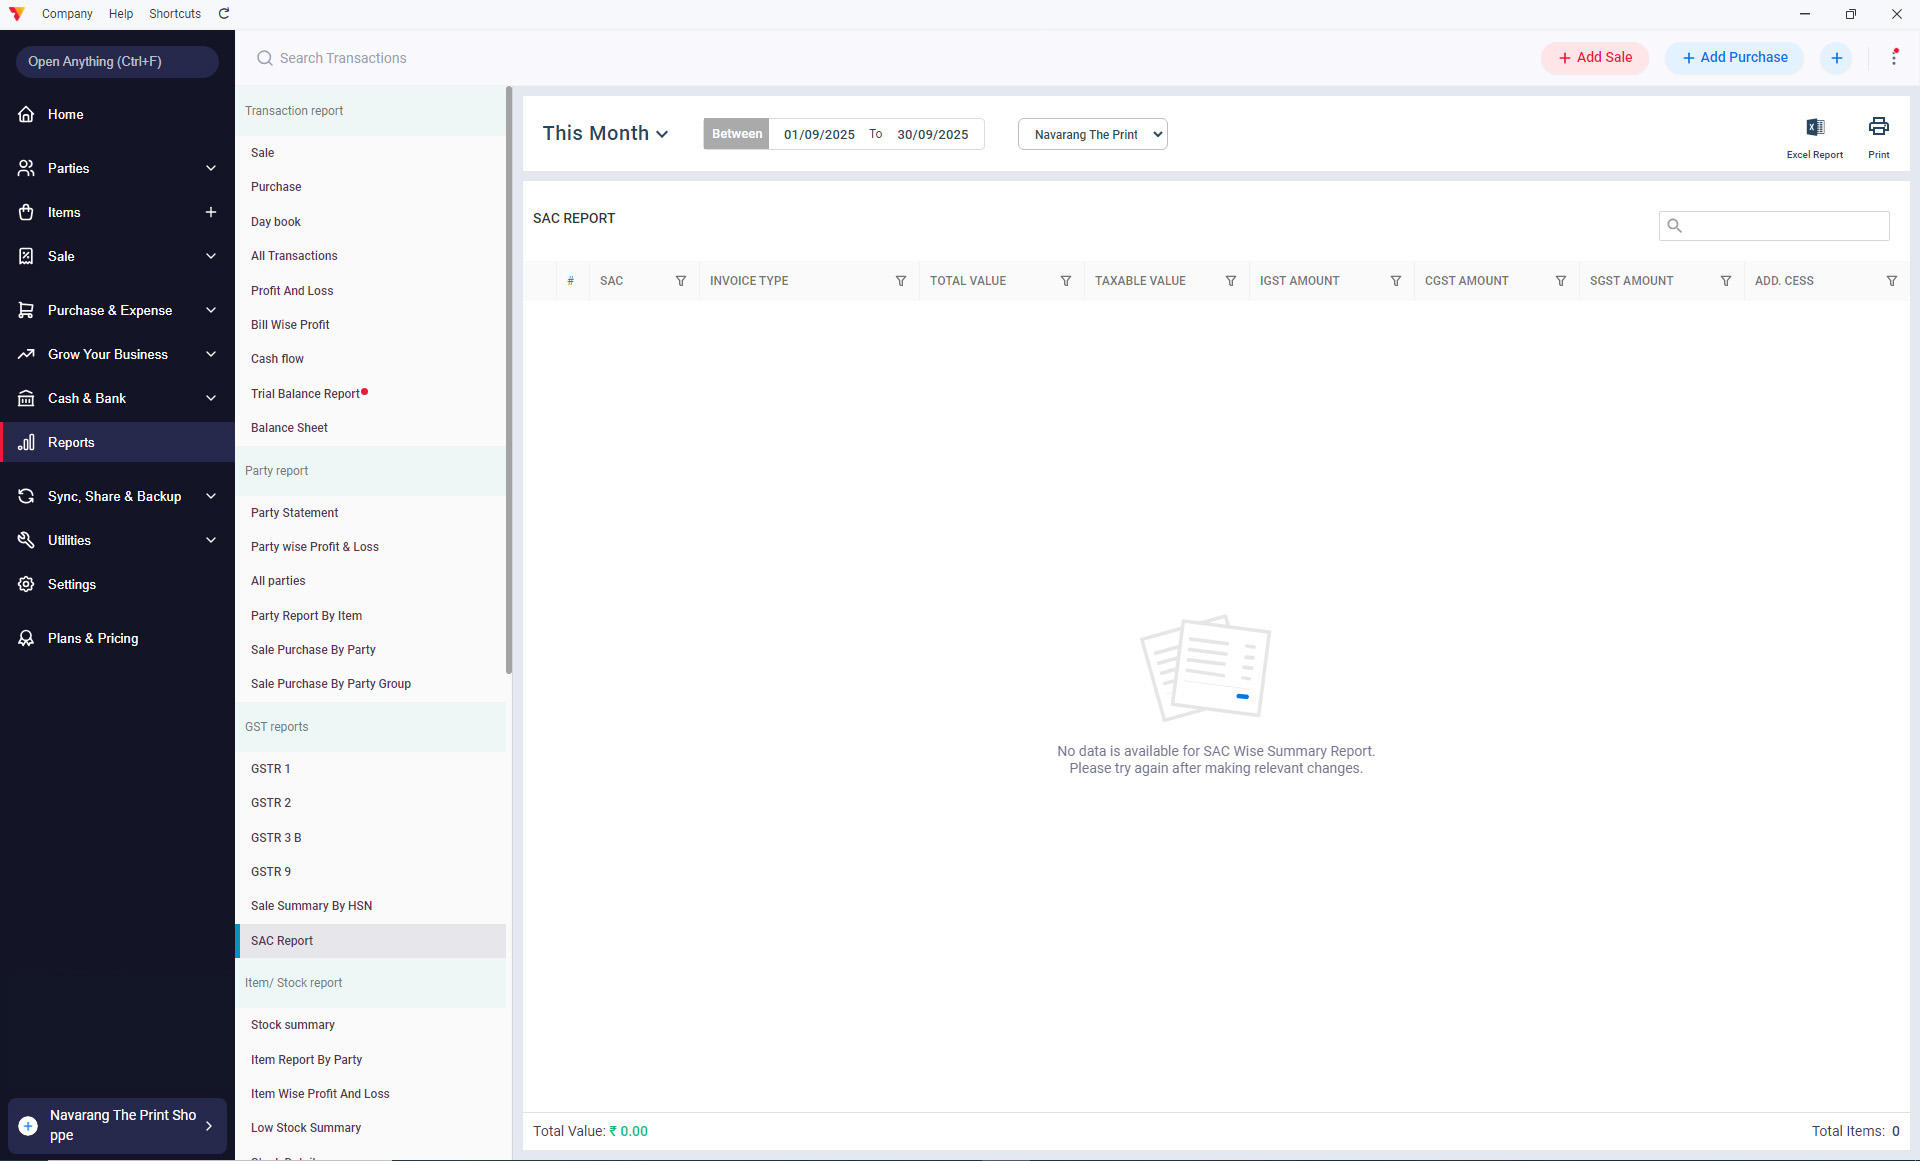 Company Help Shortcuts
Open Anything (Ctrl+F)
Home
Parties
Items
Sale
Purchase & Expense
Grow Your Business
Cash & Bank
Reports
Sync, Share & Backup
Utilities
Settings
Plans & Pricing
Navarang The Print Sho
ppe
Search Transactions
Add Sale
Add Purchase
Transaction report
Sale
Purchase
Day book
All Transactions
Profit And Loss
Bill Wise Profit
Cash flow
Trial Balance Report
Balance Sheet
Party report
Party Statement
Party wise Profit & Loss
All parties
Party Report By Item
Sale Purchase By Party
Sale Purchase By Party Group
GST reports
GSTR 1
GSTR 2
GSTR 3 B
GSTR 9
Sale Summary By HSN
SAC Report
Item/ Stock report
Stock summary
Item Report By Party
Item Wise Profit And Loss
Low Stock Summary
This Month
Between 01/09/2025 To 30/09/2025
Navarang The Print
Excel Report
Print
SAC REPORT
# SAC INVOICE TYPE TOTAL VALUE TAXABLE VALUE IGST AMOUNT CGST AMOUNT SGST AMOUNT ADD. CESS
No data is available for SAC Wise Summary Report.
Please try again after making relevant changes.
Total Value: ₹ 0.00
Total Items: 0